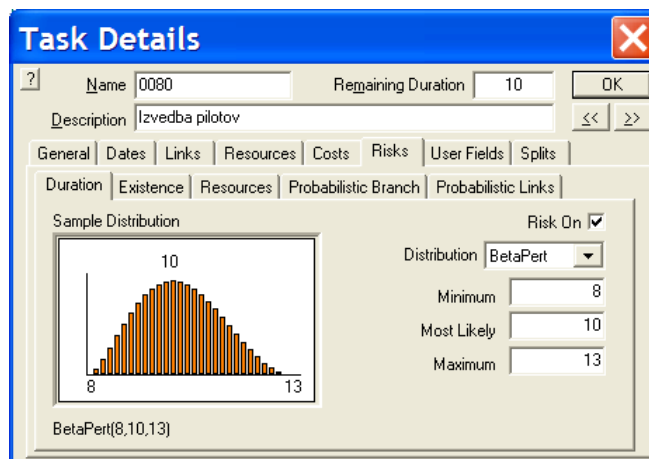 Task Details
? Name 0080 Remaining Duration 10 OK
Description Izvedba pilotov << >>
General Dates Links Resources Costs Risks User Fields Splits
Duration Existence Resources Probabilistic Branch Probabilistic Links
Sample Distribution Risk On
10 Distribution BetaPert
Minimum 8
Most Likely 10
Maximum 13
8 13
BetaPert(8,10,13)